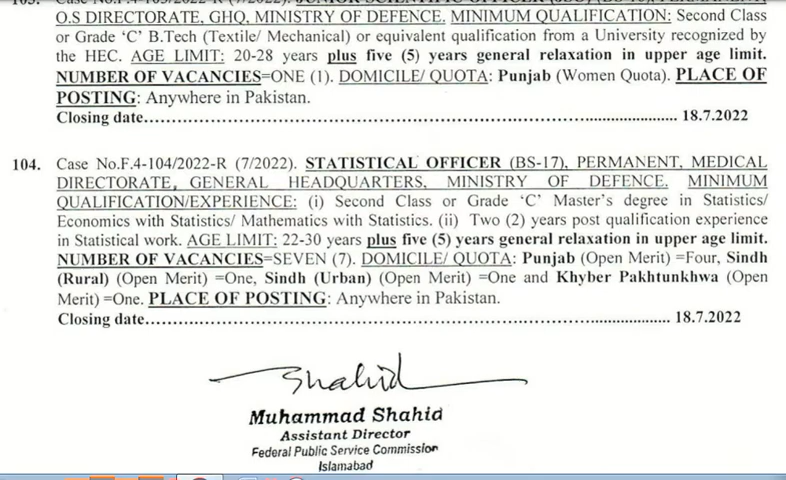 O.S DIRECTORATE, GHQ, MINISTRY OF DEFENCE. MINIMUM QUALIFICATION: Second Class
or Grade ‘C’ B.Tech (Textile/ Mechanical) or equivalent qualification from a University recognized by
the HEC. AGE LIMIT: 20-28 years plus five (5) years general relaxation in upper age limit.
NUMBER OF VACANCIES=ONE (1). DOMICILE/ QUOTA: Punjab (Women Quota). PLACE OF
POSTING: Anywhere in Pakistan.
Closing date.................................................................................................... 18.7.2022
104. Case No.F.4-104/2022-R (7/2022). STATISTICAL OFFICER (BS-17), PERMANENT, MEDICAL
DIRECTORATE, GENERAL HEADQUARTERS, MINISTRY OF DEFENCE. MINIMUM
QUALIFICATION/EXPERIENCE: (i) Second Class or Grade ‘C’ Master’s degree in Statistics/
Economics with Statistics/ Mathematics with Statistics. (ii) Two (2) years post qualification experience
in Statistical work. AGE LIMIT: 22-30 years plus five (5) years general relaxation in upper age limit.
NUMBER OF VACANCIES=SEVEN (7). DOMICILE/ QUOTA: Punjab (Open Merit) =Four, Sindh
(Rural) (Open Merit) =One, Sindh (Urban) (Open Merit) =One and Khyber Pakhtunkhwa (Open
Merit) =One. PLACE OF POSTING: Anywhere in Pakistan.
Closing date.................................................................................................... 18.7.2022
Shahid
Muhammad Shahid
Assistant Director
Federal Public Service Commission
Islamabad